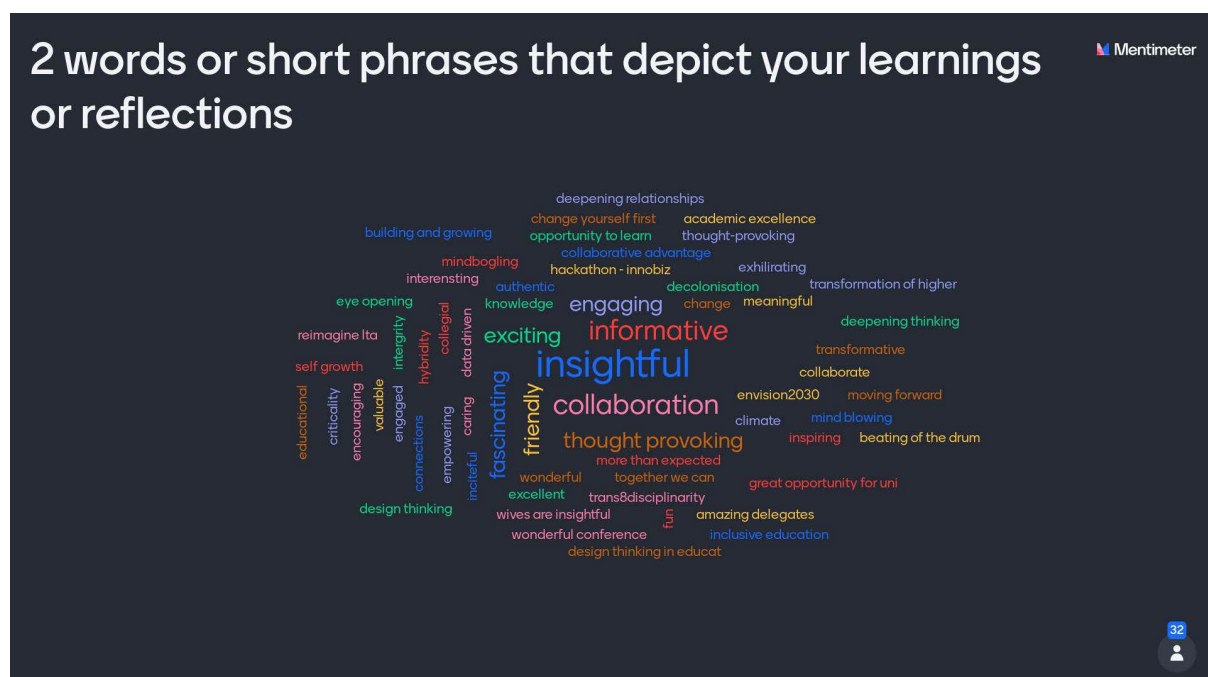 2 words or short phrases that depict your learnings
or reflections
Mentimeter
deepening relationships
change yourself first
academic excellence
building and growing
opportunity to learn
thought-provoking
collaborative advantage
mindbogling
hackathon - innobiz
exhilirating
interensting
authentic
decolonisation
transformation of higher
eye opening
knowledge
engaging
change
meaningful
reimagine lta
intergrity
hybridity
collegial
data driven
exciting
informative
deepening thinking
insightful
transformative
self growth
collaborate
educational
criticality
encouraging
valuable
engaged
connections
empowering
caring
inciteful
fascinating
friendly
collaboration
envision2030
moving forward
climate
mind blowing
thought provoking
inspiring
beating of the drum
more than expected
wonderful
together we can
great opportunity for uni
excellent
trans8disciplinarity
design thinking
wives are insightful
fun
amazing delegates
wonderful conference
inclusive education
design thinking in educat
32